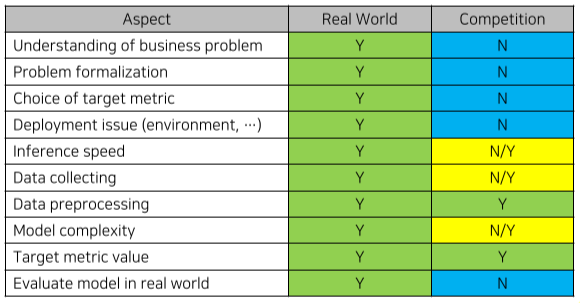 Aspect Real World Competition
Understanding of business problem Y N
Problem formalization Y N
Choice of target metric Y N
Deployment issue (environment, ⋯) Y N
Inference speed Y N/Y
Data collecting Y N/Y
Data preprocessing Y Y
Model complexity Y N/Y
Target metric value Y Y
Evaluate model in real world Y N